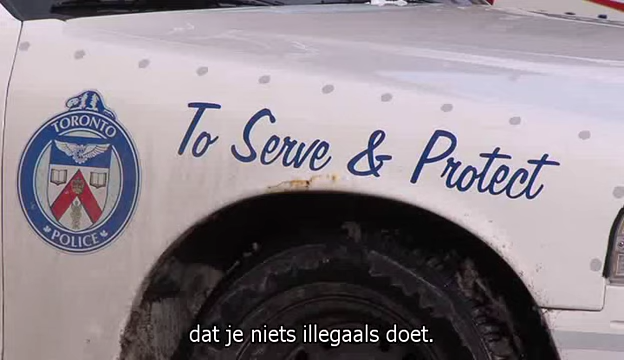 TORONTO
POLICE
To Serve & Protect
dat je niets illegaals doet.